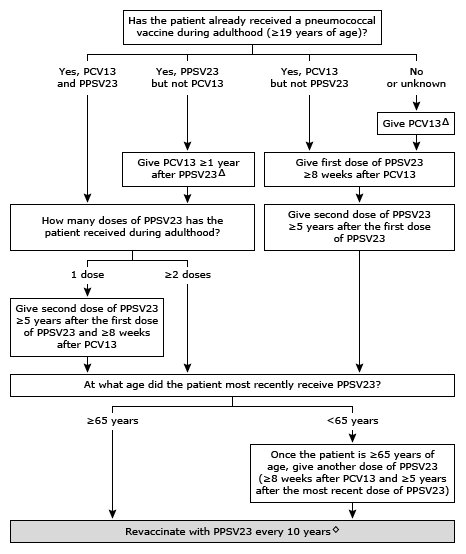 Has the patient already received a pneumococcal
vaccine during adulthood (≥19 years of age)?
Yes, PCV13
and PPSV23
Yes, PPSV23
but not PCV13
Yes, PCV13
but not PPSV23
No
or unknown
Give PCV13Δ
Give PCV13 ≥1 year
after PPSV23Δ
Give first dose of PPSV23
≥8 weeks after PCV13
How many doses of PPSV23 has the
patient received during adulthood?
Give second dose of PPSV23
≥5 years after the first dose
of PPSV23
1 dose
≥2 doses
Give second dose of PPSV23
≥5 years after the first dose
of PPSV23 and ≥8 weeks
after PCV13
At what age did the patient most recently receive PPSV23?
≥65 years
<65 years
Once the patient is ≥65 years of
age, give another dose of PPSV23
(≥8 weeks after PCV13 and ≥5 years
after the most recent dose of PPSV23)
Revaccinate with PPSV23 every 10 years◇